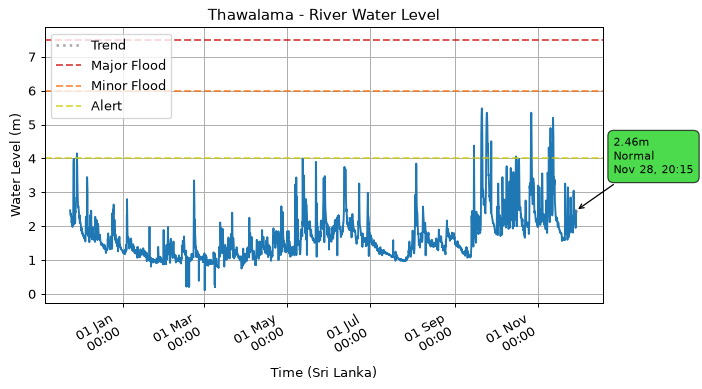 Thawalama - River Water Level
Trend
Major Flood
Minor Flood
Alert
Water Level (m)
7
6
5
4
3
2
1
0
2.46m
Normal
Nov 28, 20:15
01 Jan
00:00
01 Mar
00:00
01 May
00:00
01 Jul
00:00
01 Sep
00:00
01 Nov
00:00
Time (Sri Lanka)